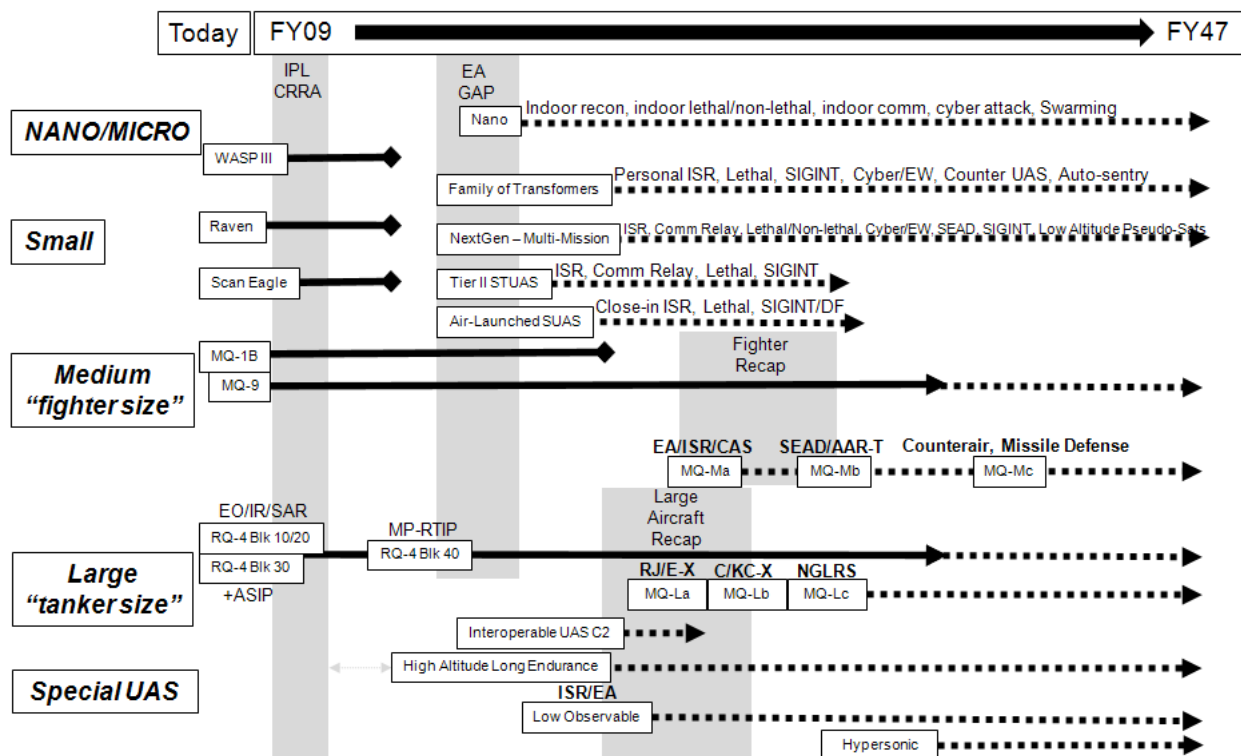 Today
FY09
FY47
IPL
CRRA
EA
GAP
NANO/MICRO
Nano
Indoor recon, indoor lethal/non-lethal, indoor comm, cyber attack, Swarming
WASP III
Family of Transformers
Personal ISR, Lethal, SIGINT, Cyber/EW, Counter UAS, Auto-sentry
Small
Raven
NextGen – Multi-Mission
ISR, Comm Relay, Lethal/Non-lethal, Cyber/EW, SEAD, SIGINT, Low Altitude Pseudo-Sats
Scan Eagle
Tier II STUAS
ISR, Comm Relay, Lethal, SIGINT
Air-Launched SUAS
Close-in ISR, Lethal, SIGINT/DF
Medium
“fighter size”
MQ-1B
Fighter
Recap
MQ-9
EA/ISR/CAS
SEAD/AAR-T
Counterair, Missile Defense
MQ-Ma
MQ-Mb
MQ-Mc
Large
Aircraft
Recap
Large
“tanker size”
EO/IR/SAR
RQ-4 Blk 10/20
MP-RTIP
RQ-4 Blk 40
RQ-4 Blk 30
+ASIP
RJ/E-X
C/KC-X
NGLRS
MQ-La
MQ-Lb
MQ-Lc
Interoperable UAS C2
Special UAS
High Altitude Long Endurance
ISR/EA
Low Observable
Hypersonic